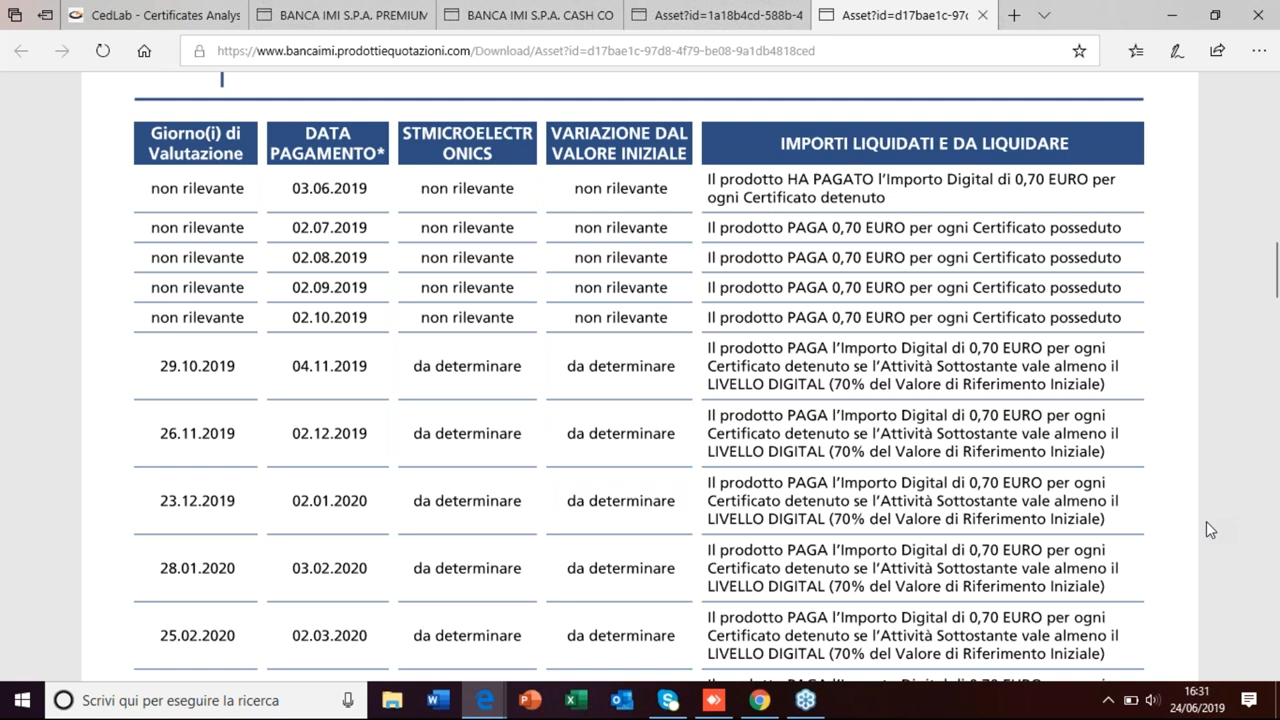 CedLab - Certificates Analys
BANCA IMI S.P.A. PREMIUM
BANCA IMI S.P.A. CASH CO
Asset?id=1a18b4cd-588b-4
Asset?id=d17bae1c-97d
https://www.bancaimi.prodottiequotazioni.com/Download/Asset?id=d17bae1c-97d8-4f79-be08-9a1db4818ced
Giorno(i) di
Valutazione
DATA
PAGAMENTO*
STMICROELECTR
ONICS
VARIAZIONE DAL
VALORE INIZIALE
IMPORTI LIQUIDATI E DA LIQUIDARE
non rilevante
03.06.2019
non rilevante
non rilevante
Il prodotto HA PAGATO l'Importo Digital di 0,70 EURO per
ogni Certificato detenuto
non rilevante
02.07.2019
non rilevante
non rilevante
Il prodotto PAGA 0,70 EURO per ogni Certificato posseduto
non rilevante
02.08.2019
non rilevante
non rilevante
Il prodotto PAGA 0,70 EURO per ogni Certificato posseduto
non rilevante
02.09.2019
non rilevante
non rilevante
Il prodotto PAGA 0,70 EURO per ogni Certificato posseduto
non rilevante
02.10.2019
non rilevante
non rilevante
Il prodotto PAGA 0,70 EURO per ogni Certificato posseduto
29.10.2019
04.11.2019
da determinare
da determinare
Il prodotto PAGA l'Importo Digital di 0,70 EURO per ogni
Certificato detenuto se l'Attività Sottostante vale almeno il
LIVELLO DIGITAL (70% del Valore di Riferimento Iniziale)
26.11.2019
02.12.2019
da determinare
da determinare
Il prodotto PAGA l'Importo Digital di 0,70 EURO per ogni
Certificato detenuto se l'Attività Sottostante vale almeno il
LIVELLO DIGITAL (70% del Valore di Riferimento Iniziale)
23.12.2019
02.01.2020
da determinare
da determinare
Il prodotto PAGA l'Importo Digital di 0,70 EURO per ogni
Certificato detenuto se l'Attività Sottostante vale almeno il
LIVELLO DIGITAL (70% del Valore di Riferimento Iniziale)
28.01.2020
03.02.2020
da determinare
da determinare
Il prodotto PAGA l'Importo Digital di 0,70 EURO per ogni
Certificato detenuto se l'Attività Sottostante vale almeno il
LIVELLO DIGITAL (70% del Valore di Riferimento Iniziale)
25.02.2020
02.03.2020
da determinare
da determinare
Il prodotto PAGA l'Importo Digital di 0,70 EURO per ogni
Certificato detenuto se l'Attività Sottostante vale almeno il
LIVELLO DIGITAL (70% del Valore di Riferimento Iniziale)
Scrivi qui per eseguire la ricerca
16:31
24/06/2019